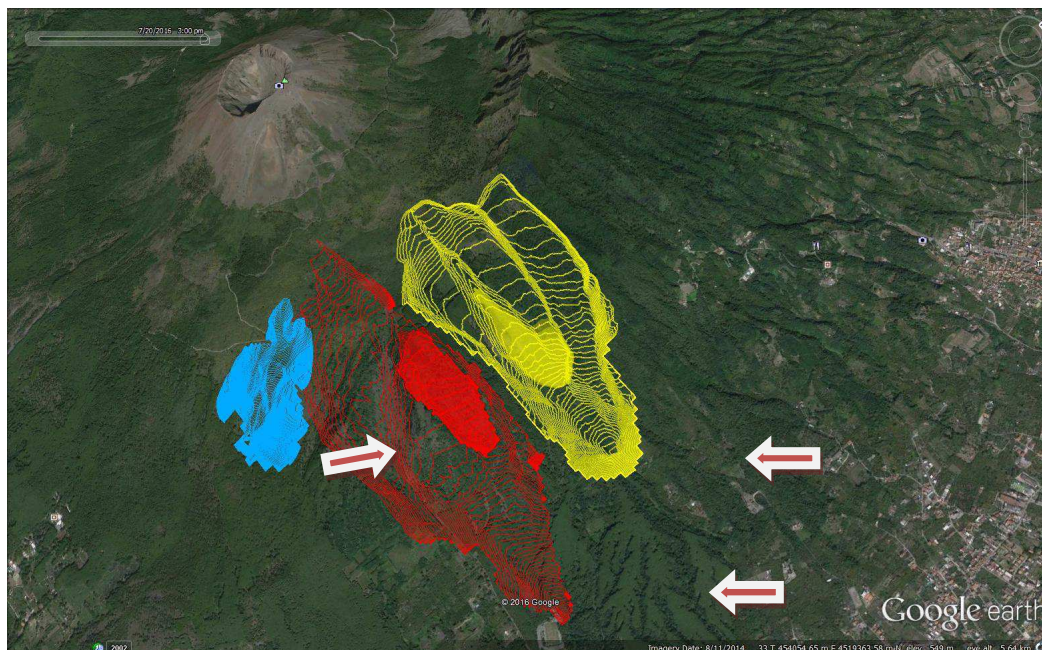 7/20/2016 3:00 pm
© 2016 Google
Google earth
2002
Imagery Date: 8/11/2014 33 T 454054.65 m E 4519363.58 m N elev 549 m eye alt 5.64 km